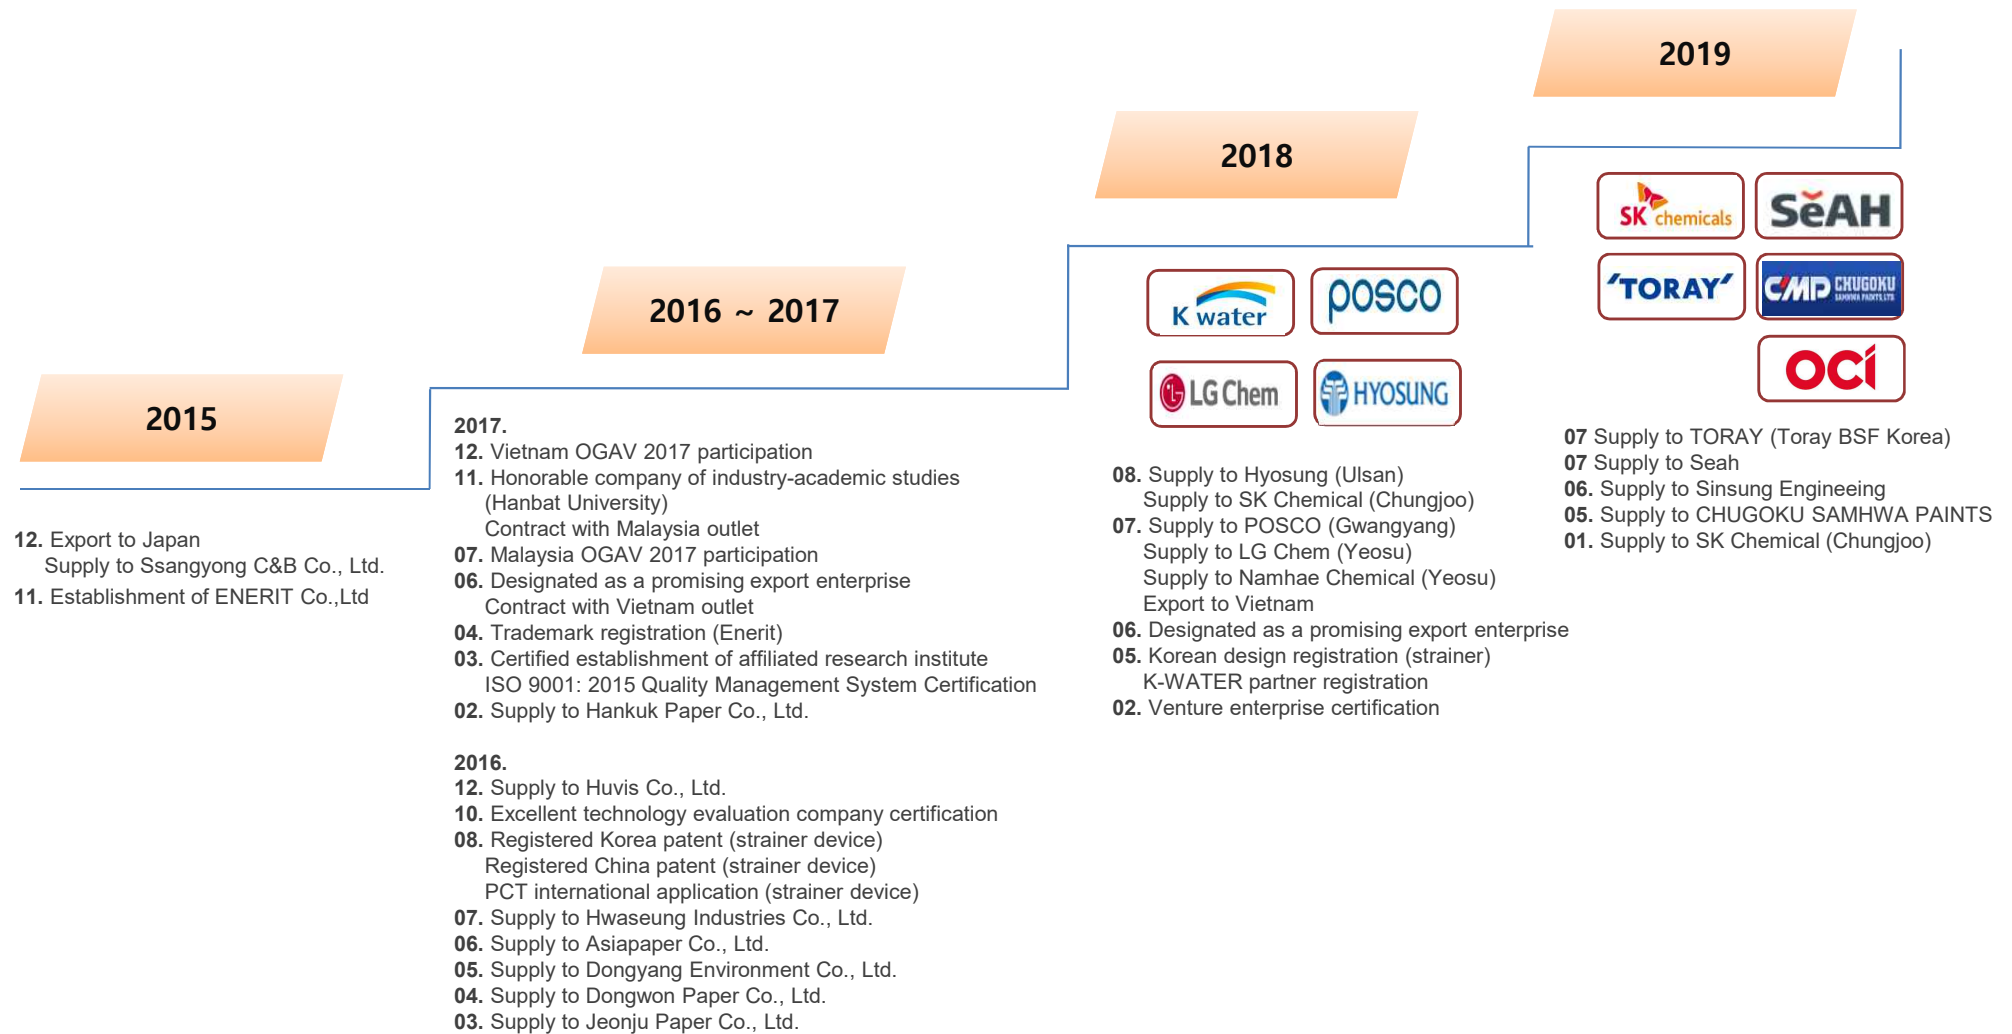 2015
12. Export to Japan
Supply to Ssangyong C&B Co., Ltd.
11. Establishment of ENERIT Co.,Ltd
2016 ~ 2017
2017.
12. Vietnam OGAV 2017 participation
11. Honorable company of industry-academic studies
(Hanbat University)
Contract with Malaysia outlet
07. Malaysia OGAV 2017 participation
06. Designated as a promising export enterprise
Contract with Vietnam outlet
04. Trademark registration (Enerit)
03. Certified establishment of affiliated research institute
ISO 9001: 2015 Quality Management System Certification
02. Supply to Hankuk Paper Co., Ltd.
2016.
12. Supply to Huvis Co., Ltd.
10. Excellent technology evaluation company certification
08. Registered Korea patent (strainer device)
Registered China patent (strainer device)
PCT international application (strainer device)
07. Supply to Hwaseung Industries Co., Ltd.
06. Supply to Asiapaper Co., Ltd.
05. Supply to Dongyang Environment Co., Ltd.
04. Supply to Dongwon Paper Co., Ltd.
03. Supply to Jeonju Paper Co., Ltd.
2018
K water
posco
LG Chem
HYOSUNG
08. Supply to Hyosung (Ulsan)
Supply to SK Chemical (Chungjoo)
07. Supply to POSCO (Gwangyang)
Supply to LG Chem (Yeosu)
Supply to Namhae Chemical (Yeosu)
Export to Vietnam
06. Designated as a promising export enterprise
05. Korean design registration (strainer)
K-WATER partner registration
02. Venture enterprise certification
2019
SK chemicals
SeAH
'TORAY'
CMP CHUGOKU
SAMHWA PAINTS,LTD
OCI
07 Supply to TORAY (Toray BSF Korea)
07 Supply to Seah
06. Supply to Sinsung Engineeing
05. Supply to CHUGOKU SAMHWA PAINTS
01. Supply to SK Chemical (Chungjoo)